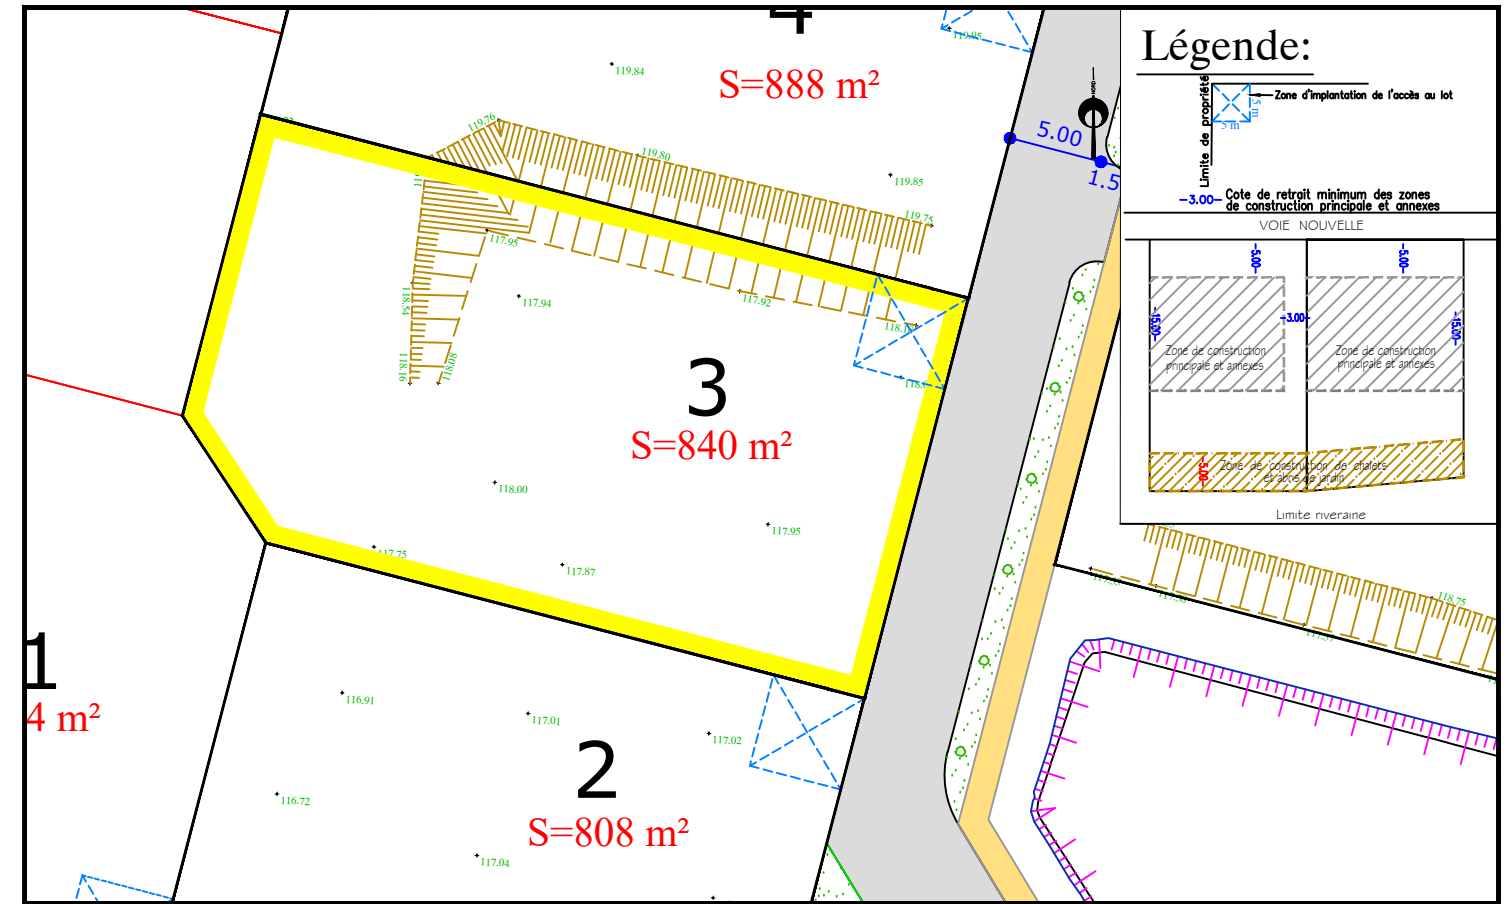 4
S=888 m²
119.95
119.84
119.76
119.80
119.85
119.75
5.00
1.5
117.95
117.94
117.92
118.54
118.16
118.08
3
S=840 m²
118.00
117.95
117.75
117.87
1
4 m²
116.91
117.01
117.02
116.72
2
S=808 m²
117.04
118.75
Légende:
Limite de propriété
Zone d'implantation de l'accès au lot
5 m
5 m
-3.00- Cote de retrait minimum des zones
de construction principale et annexes
VOIE NOUVELLE
-5.00-
-5.00-
-15.00-
-3.00-
-15.00-
Zone de construction
principale et annexes
Zone de construction
principale et annexes
-5.00-
Zone de construction de chalets
et abris de jardin
Limite riveraine